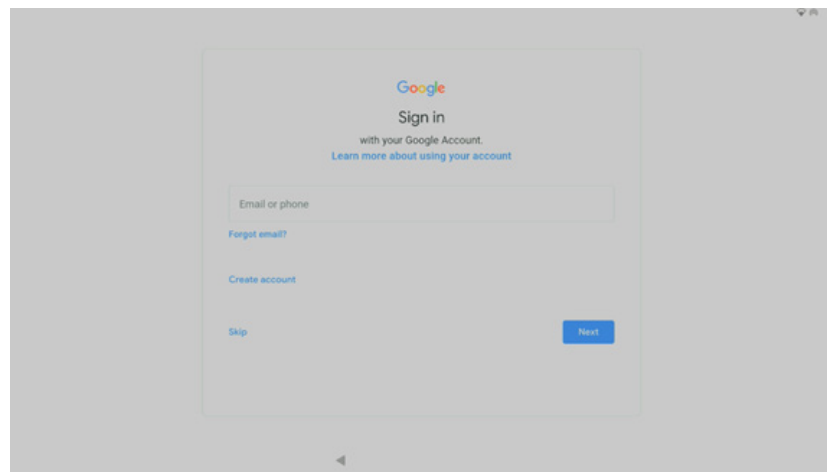 Google
Sign in
with your Google Account.
Learn more about using your account
Email or phone
Forgot email?
Create account
Skip
Next